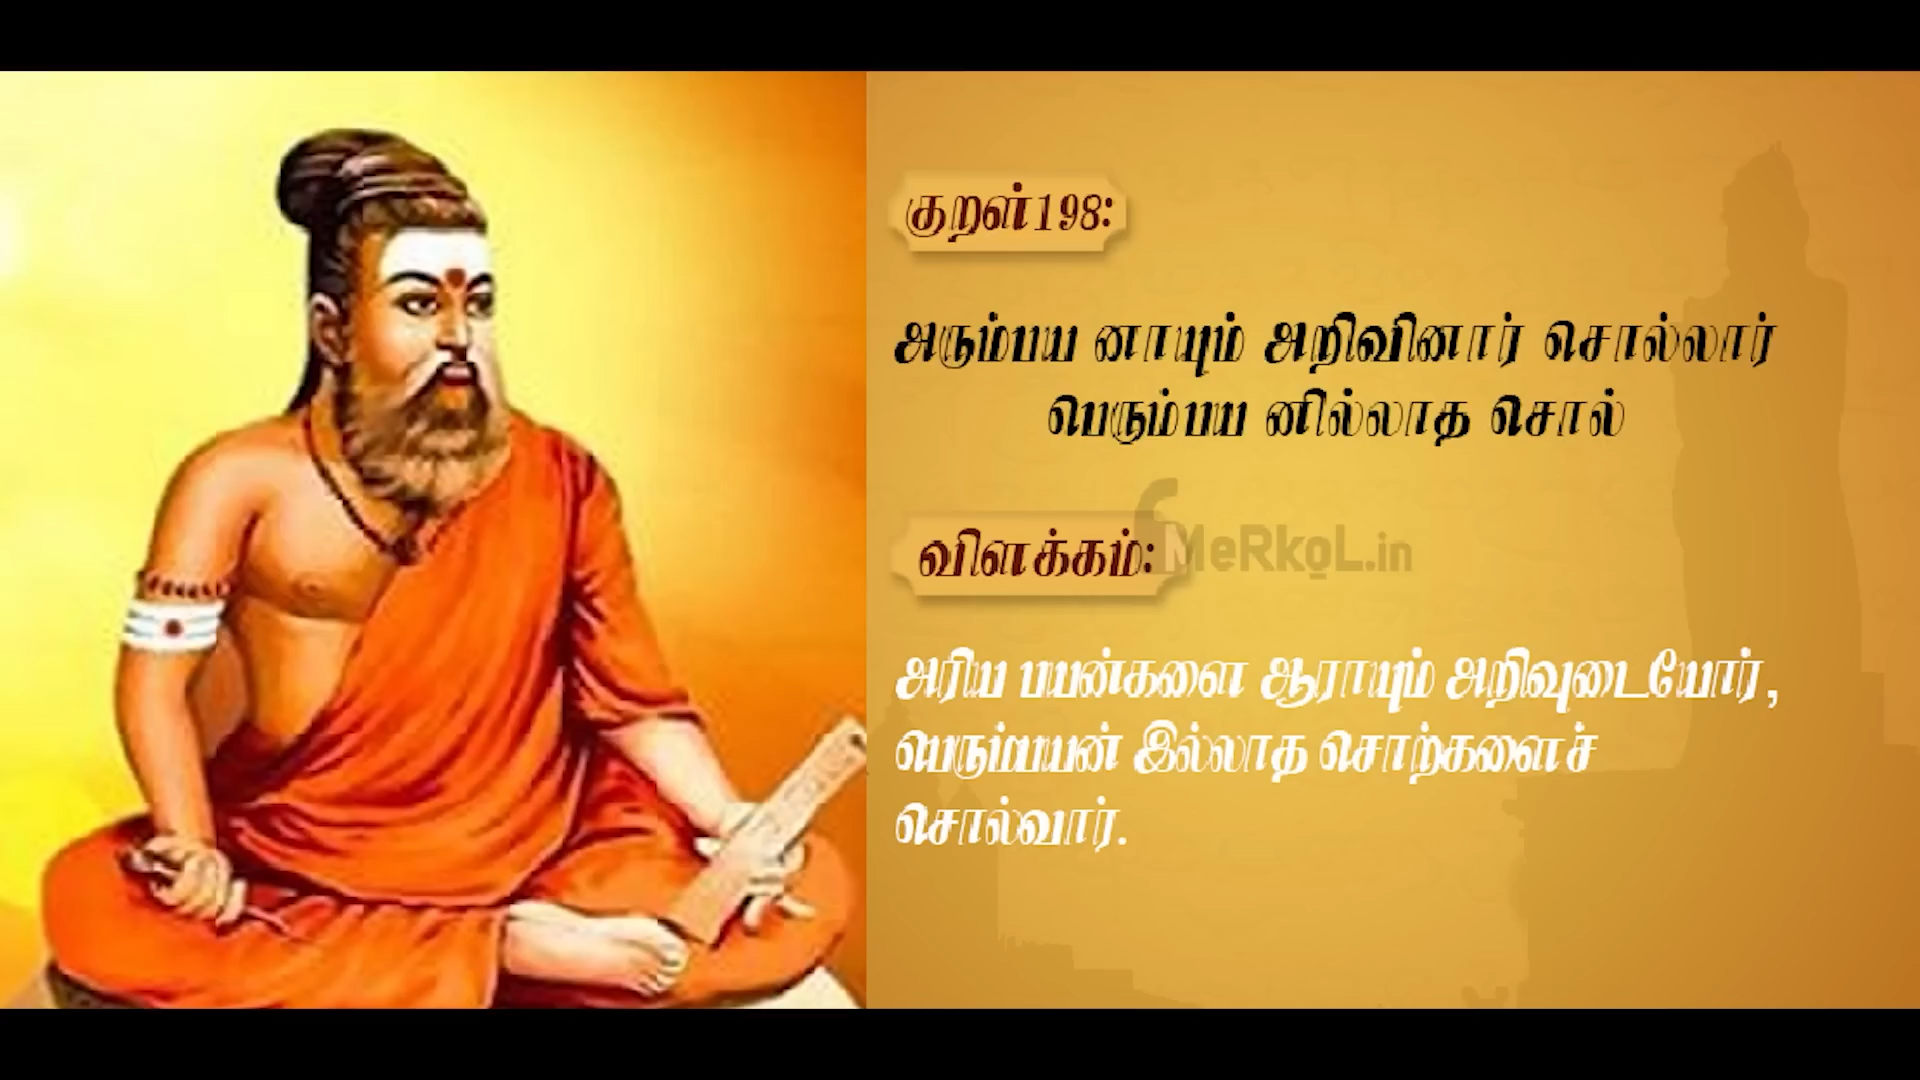 குறள்198:
அரும்பய னாயும் அறிவினார் சொல்லார்
பெரும்பய னில்லாத சொல்
MeRkoL.in
விளக்கம்:
அரிய பயன்களை ஆராயும் அறிவுடையோர்,
பெரும்பயன் இல்லாத சொற்களைச்
சொல்வார்.